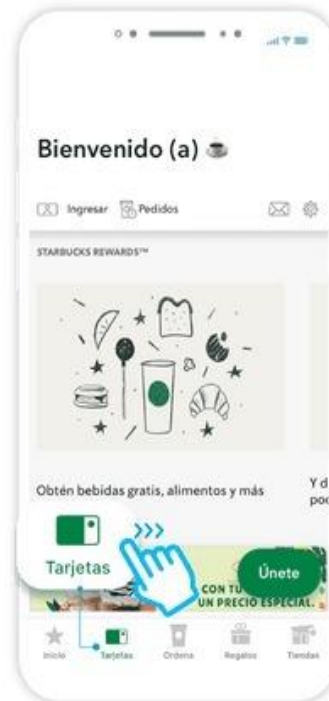 Bienvenido (a)
Ingresar Pedidos
STARBUCKS REWARDS™
Obtén bebidas gratis, alimentos y más
Y d
poc
Tarjetas
>>>
Únete
CON TU
UN PRECIO ESPECIAL.
Inicio Tarjetas Ordena Regalos Tiendas